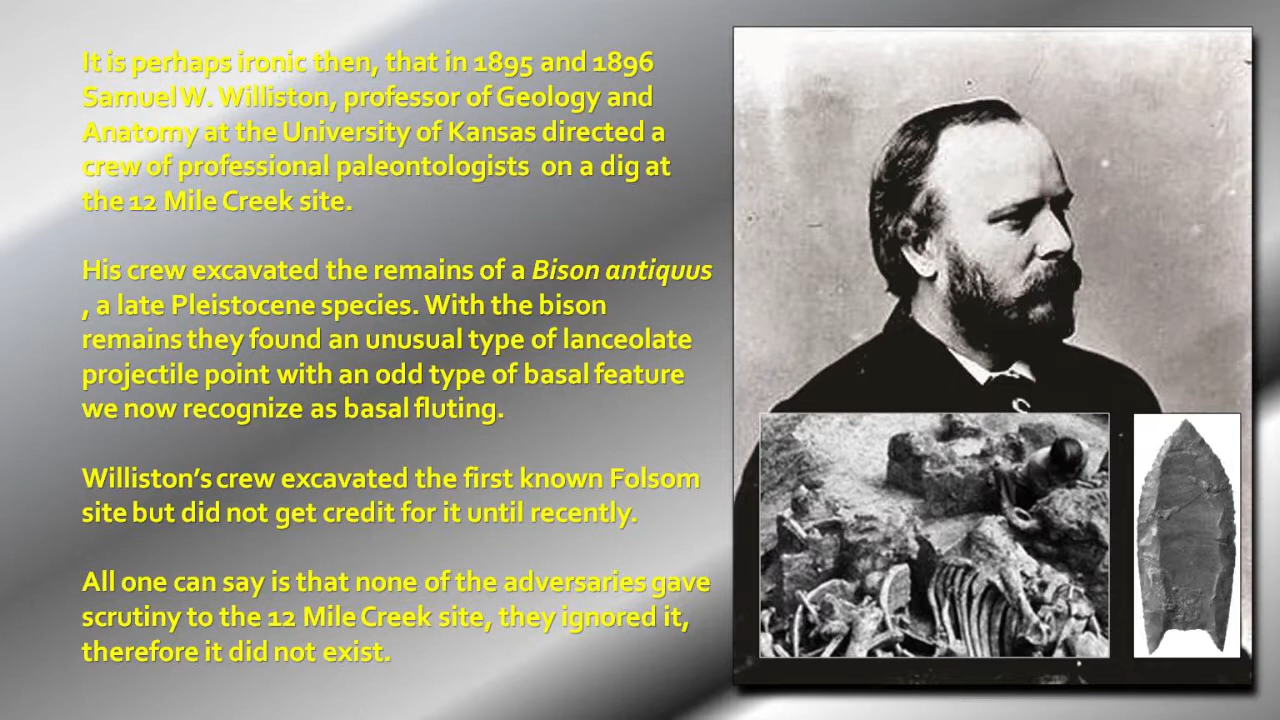 It is perhaps ironic then, that in 1895 and 1896
Samuel W. Williston, professor of Geology and
Anatomy at the University of Kansas directed a
crew of professional paleontologists on a dig at
the 12 Mile Creek site.
His crew excavated the remains of a Bison antiquus
, a late Pleistocene species. With the bison
remains they found an unusual type of lanceolate
projectile point with an odd type of basal feature
we now recognize as basal fluting.
Williston’s crew excavated the first known Folsom
site but did not get credit for it until recently.
All one can say is that none of the adversaries gave
scrutiny to the 12 Mile Creek site, they ignored it,
therefore it did not exist.